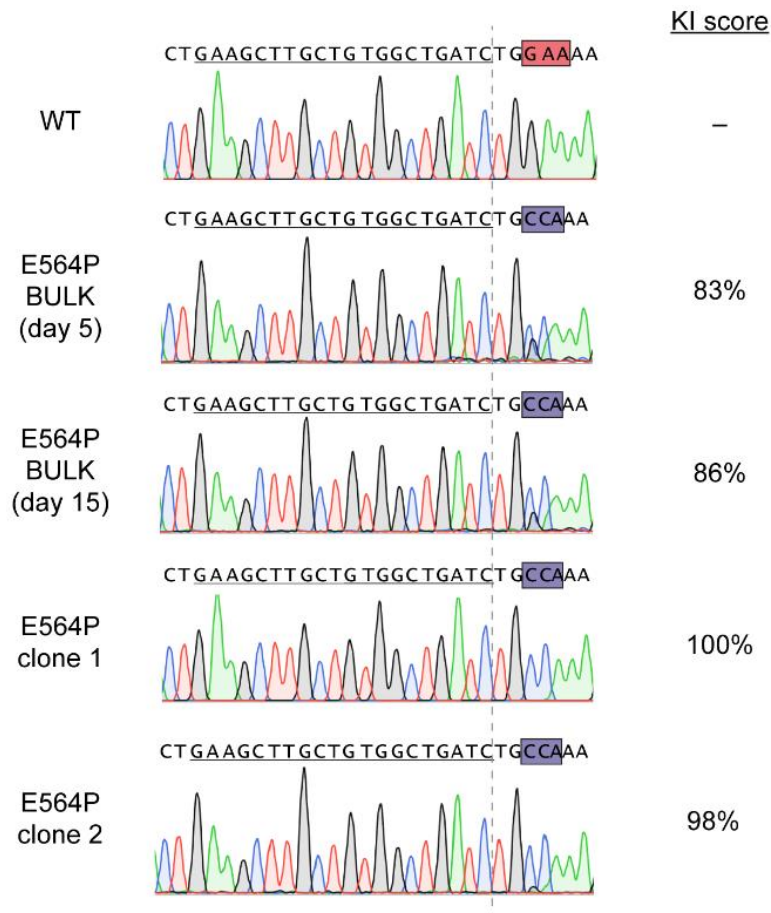 KI score
CTGAAGCTTGCTGTGGCTGATCTGGAAAA
WT
–
CTGAAGCTTGCTGTGGCTGATCTGCCAAA
E564P
BULK
(day 5)
83%
CTGAAGCTTGCTGTGGCTGATCTGCCAAA
E564P
BULK
(day 15)
86%
CTGAAGCTTGCTGTGGCTGATCTGCCAAA
E564P
clone 1
100%
CTGAAGCTTGCTGTGGCTGATCTGCCAAA
E564P
clone 2
98%